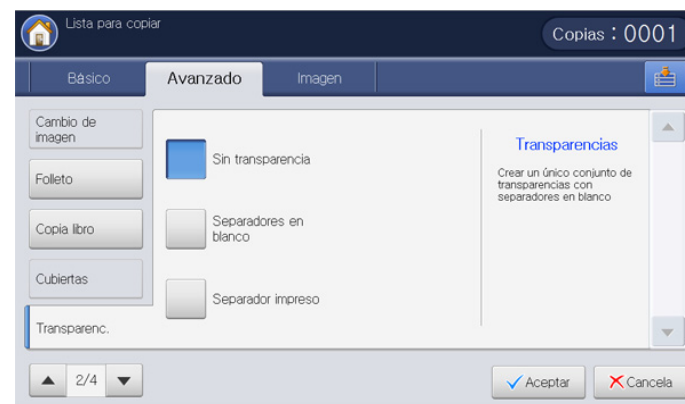 Lista para copiar
Copias : 0001
Básico
Avanzado
Imagen
Cambio de
imagen
Folleto
Copia libro
Cubiertas
Transparenc.
Sin transparencia
Separadores en
blanco
Separador impreso
Transparencias
Crear un único conjunto de
transparencias con
separadores en blanco
2/4
Aceptar
Cancela